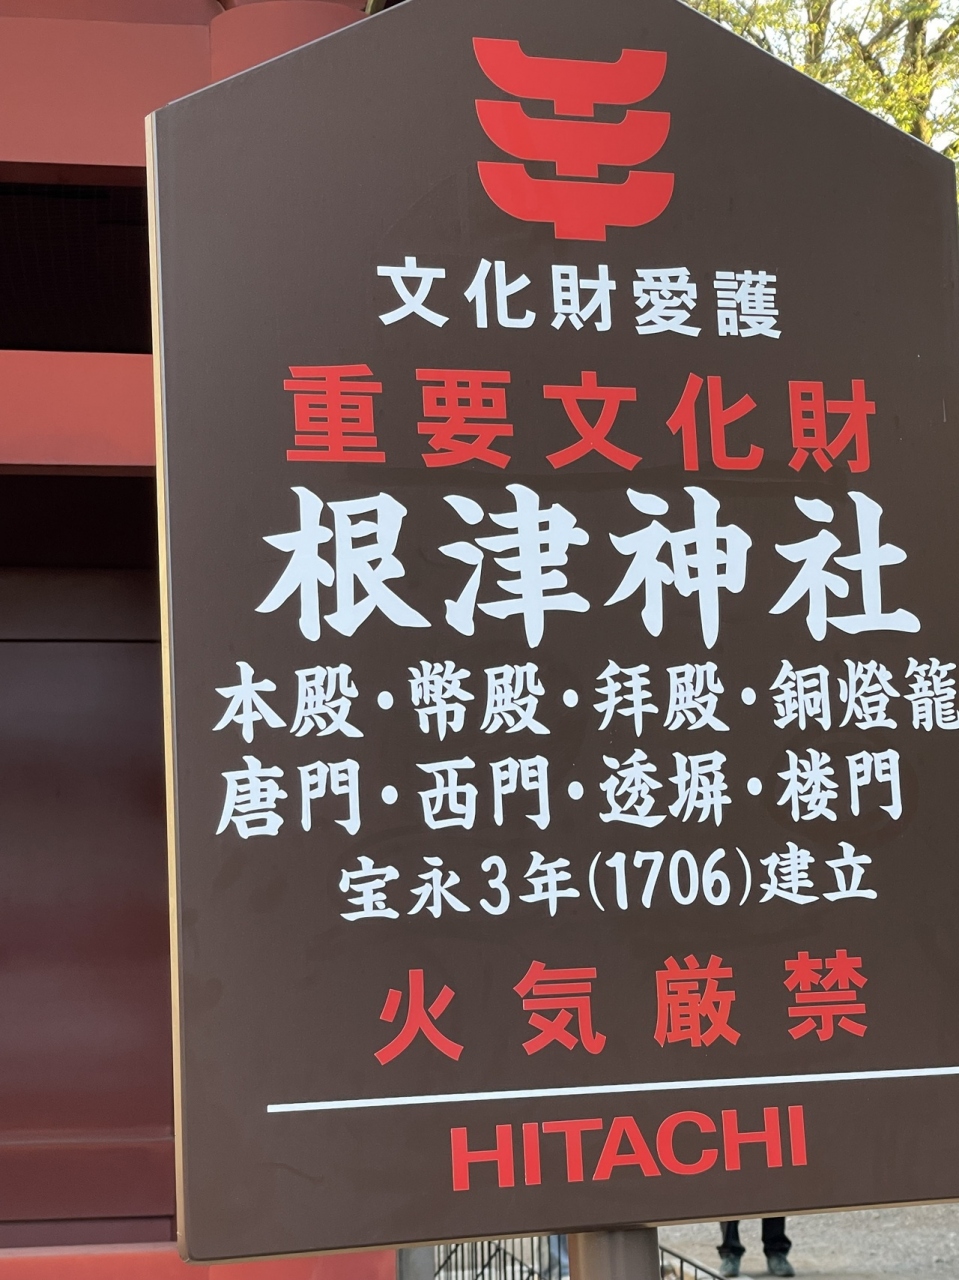 文化財愛護
重要文化財
根津神社
本殿・幣殿・拝殿・銅燈籠
唐門・西門・透塀・楼門
宝永3年(1706)建立
火気厳禁
HITACHI